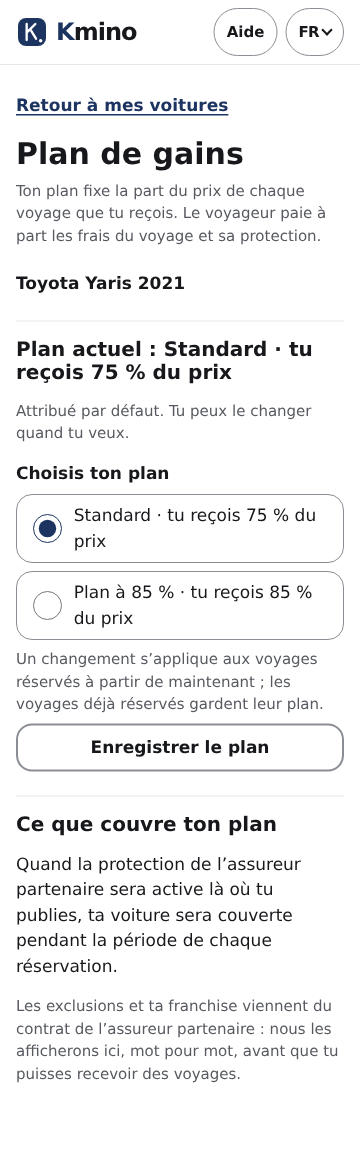 K.
Kmino
Aide
FR
Retour à mes voitures
Plan de gains
Ton plan fixe la part du prix de chaque
voyage que tu reçois. Le voyageur paie à
part les frais du voyage et sa protection.
Toyota Yaris 2021
Plan actuel : Standard · tu
reçois 75 % du prix
Attribué par défaut. Tu peux le changer
quand tu veux.
Choisis ton plan
Standard · tu reçois 75 % du
prix
Plan à 85 % · tu reçois 85 %
du prix
Un changement s’applique aux voyages
réservés à partir de maintenant ; les
voyages déjà réservés gardent leur plan.
Enregistrer le plan
Ce que couvre ton plan
Quand la protection de l’assureur
partenaire sera active là où tu
publies, ta voiture sera couverte
pendant la période de chaque
réservation.
Les exclusions et ta franchise viennent du
contrat de l’assureur partenaire : nous les
afficherons ici, mot pour mot, avant que tu
puisses recevoir des voyages.